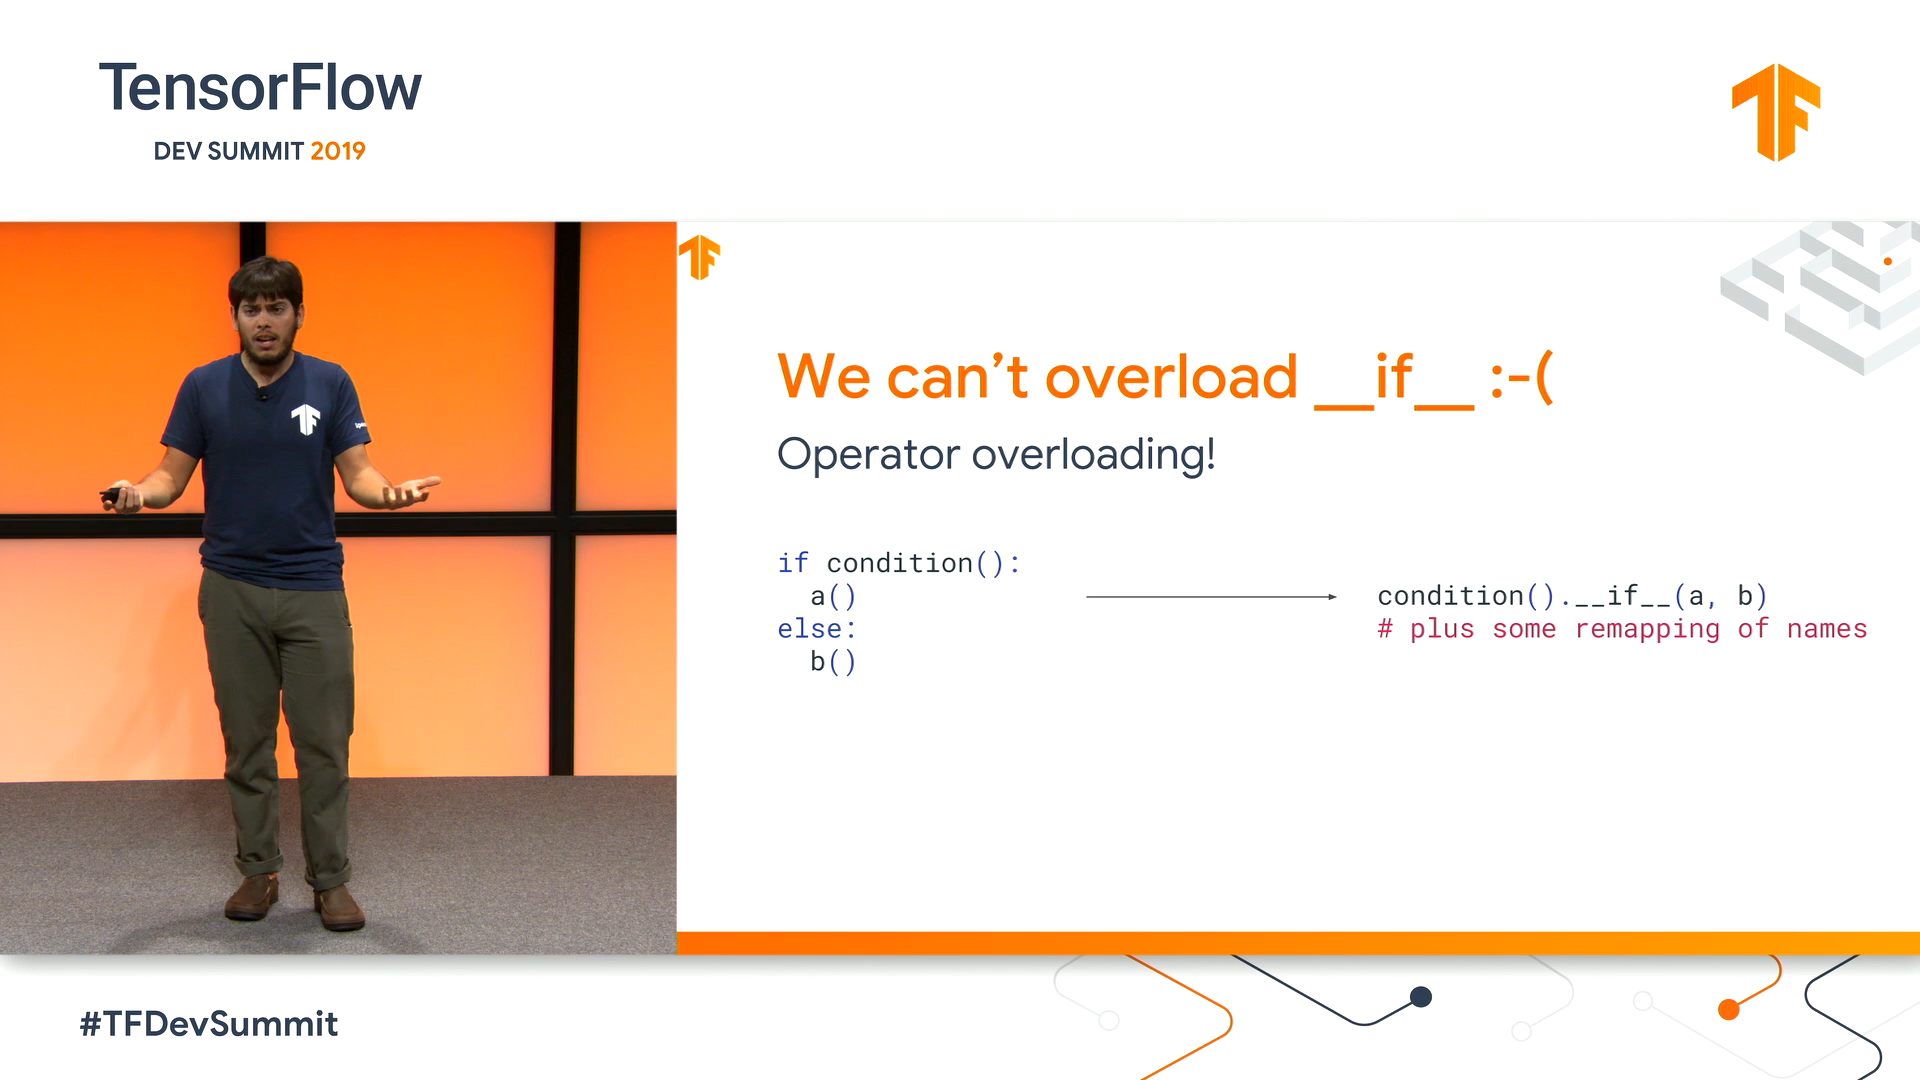 TensorFlow
DEV SUMMIT 2019
We can’t overload __if__ :-(
Operator overloading!
if condition():
  a()
else:
  b()
condition().__if__(a, b)
# plus some remapping of names
#TFDevSummit